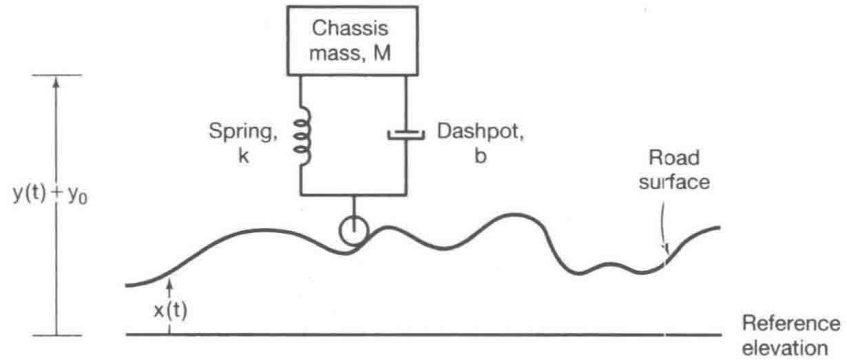 Chassis
mass, M
Spring,
k
Dashpot,
b
Road
surface
y(t) + y₀
x(t)
Reference
elevation